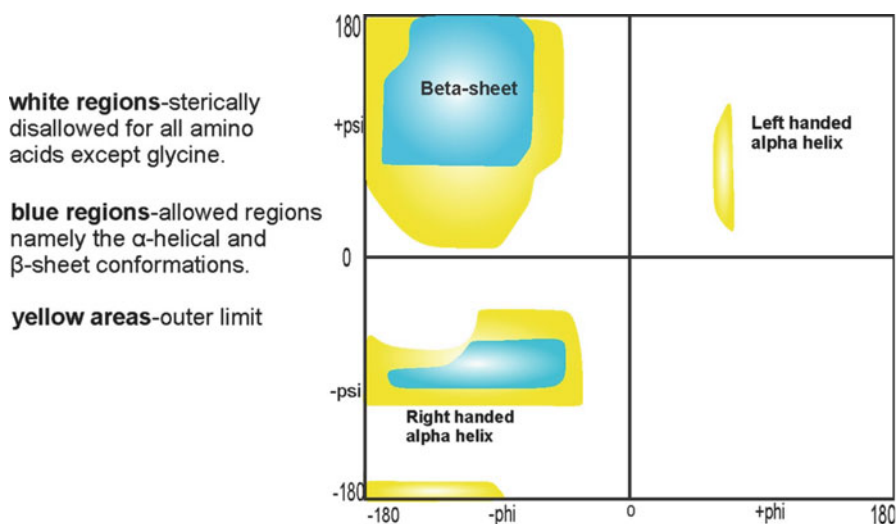 white regions-sterically
disallowed for all amino
acids except glycine.
blue regions-allowed regions
namely the α-helical and
β-sheet conformations.
yellow areas-outer limit
180
+psi
0
-psi
-180
Beta-sheet
Left handed
alpha helix
Right handed
alpha helix
-180
-phi
o
+phi
180